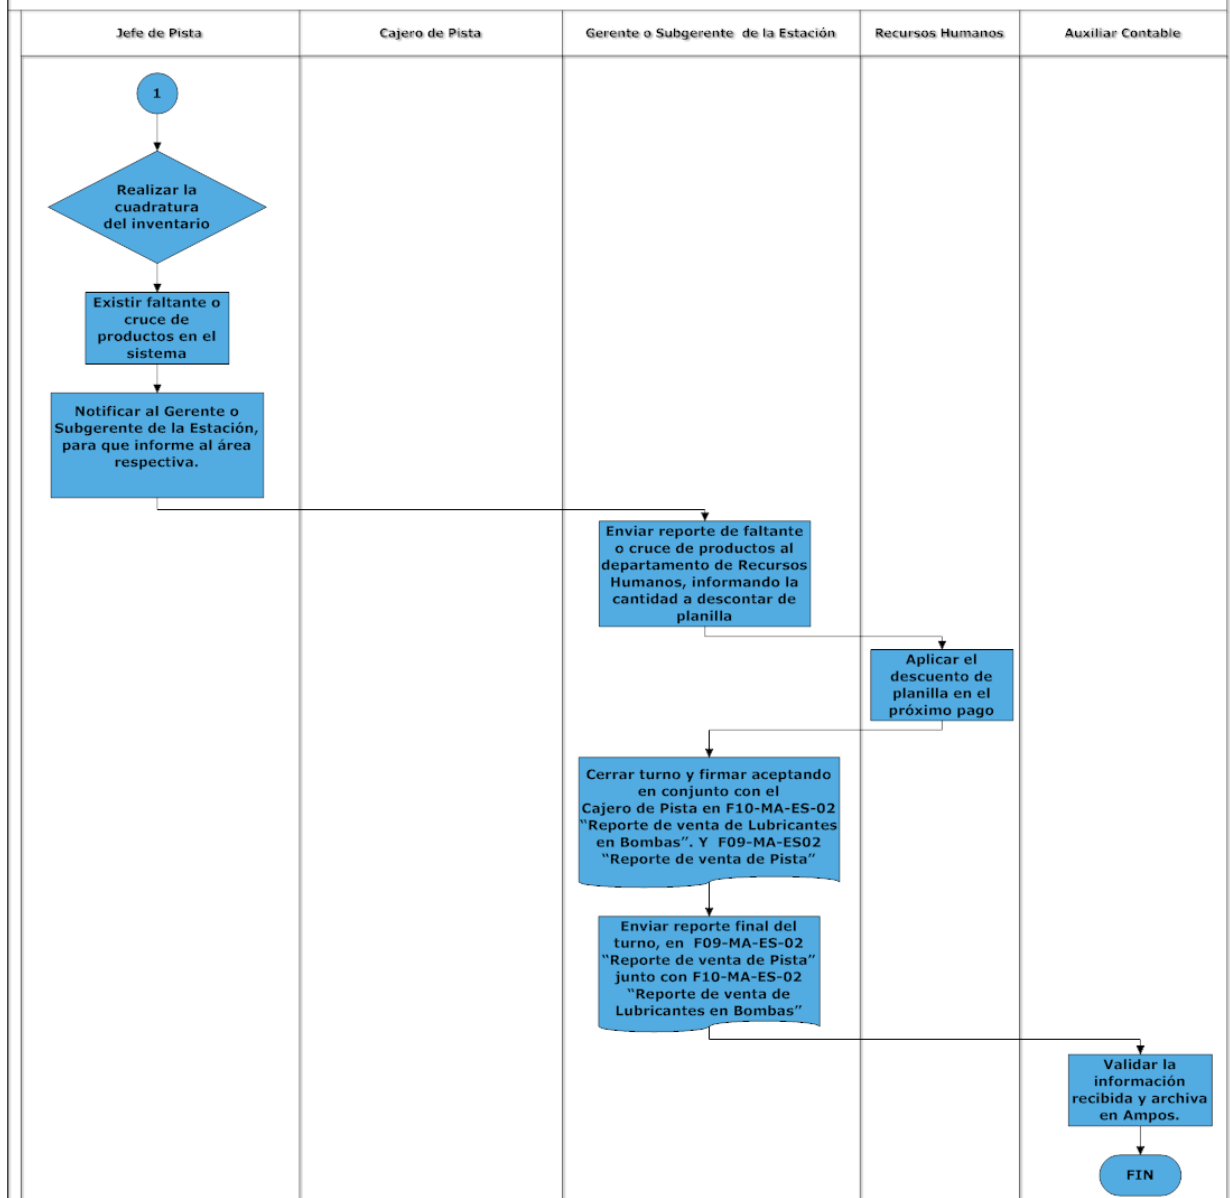 Jefe de Pista
Cajero de Pista
Gerente o Subgerente de la Estación
Recursos Humanos
Auxiliar Contable
1
Realizar la
cuadratura
del inventario
Existir faltante o
cruce de
productos en el
sistema
Notificar al Gerente o
Subgerente de la Estación,
para que informe al área
respectiva.
Enviar reporte de faltante
o cruce de productos al
departamento de Recursos
Humanos, informando la
cantidad a descontar de
planilla
Aplicar el
descuento de
planilla en el
próximo pago
Cerrar turno y firmar aceptando
en conjunto con el
Cajero de Pista en F10-MA-ES-02
“Reporte de venta de Lubricantes
en Bombas”. Y F09-MA-ES02
“Reporte de venta de Pista”
Enviar reporte final del
turno, en F09-MA-ES-02
“Reporte de venta de Pista”
junto con F10-MA-ES-02
“Reporte de venta de
Lubricantes en Bombas”
Validar la
información
recibida y archiva
en Ampos.
FIN